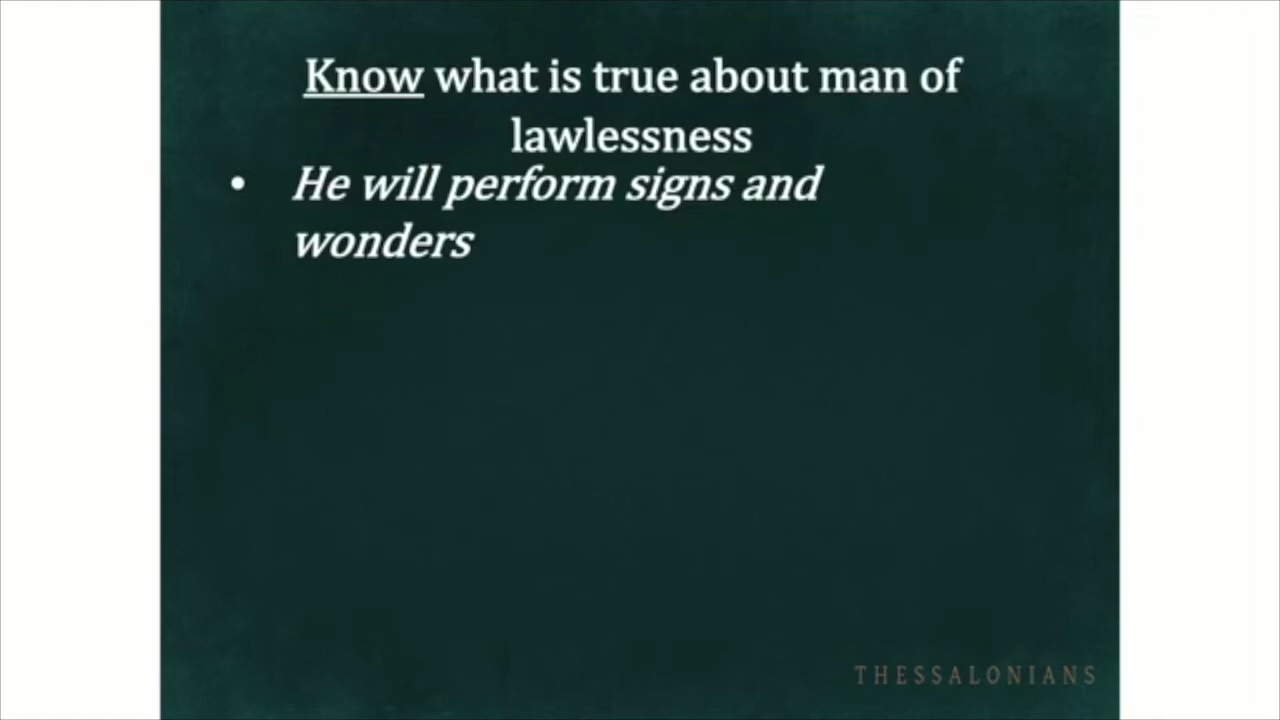 Know what is true about man of
lawlessness
• He will perform signs and
wonders
THESSALONIANS